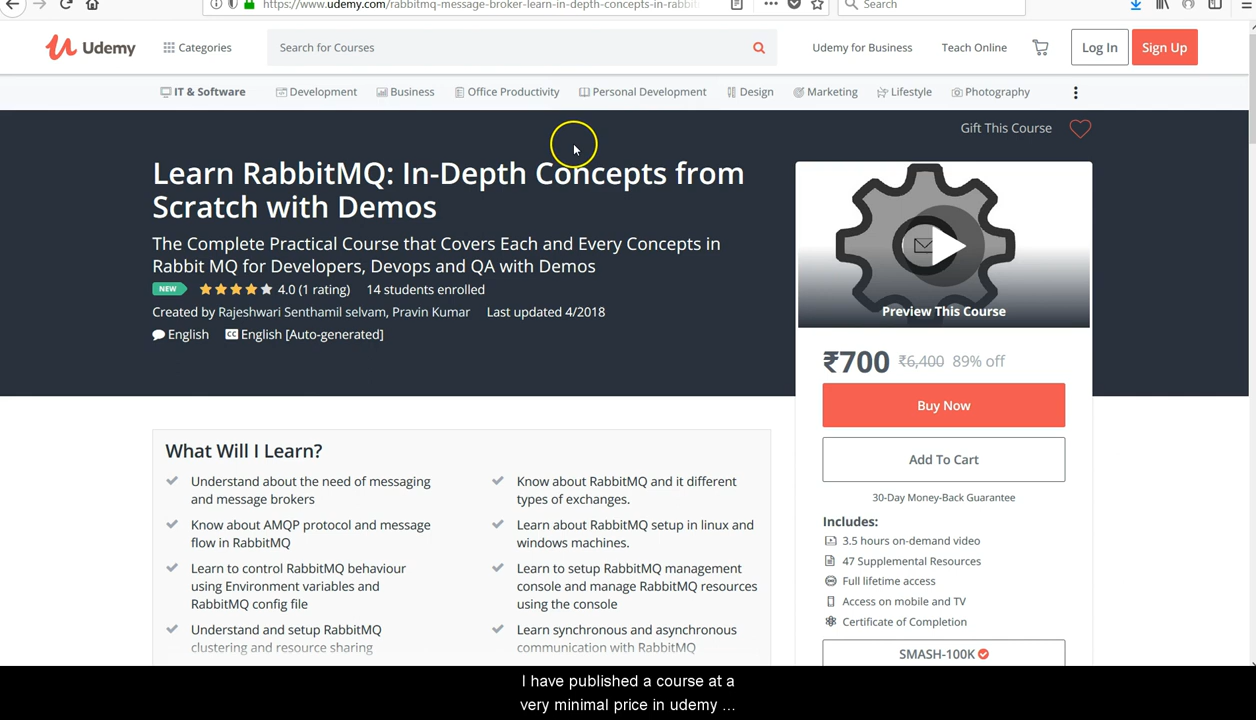 https://www.udemy.com/rabbitmq-message-broker-learn-in-depth-concepts-in-rabbit
Search
Udemy
Categories
Search for Courses
Udemy for Business
Teach Online
Log In
Sign Up
IT & Software
Development
Business
Office Productivity
Personal Development
Design
Marketing
Lifestyle
Photography
Gift This Course
Learn RabbitMQ: In-Depth Concepts from
Scratch with Demos
The Complete Practical Course that Covers Each and Every Concepts in
Rabbit MQ for Developers, Devops and QA with Demos
NEW
4.0 (1 rating)
14 students enrolled
Created by Rajeshwari Senthamil selvam, Pravin Kumar
Last updated 4/2018
English
CC English [Auto-generated]
Preview This Course
₹700 ₹6,400 89% off
Buy Now
Add To Cart
30-Day Money-Back Guarantee
Includes:
3.5 hours on-demand video
47 Supplemental Resources
Full lifetime access
Access on mobile and TV
Certificate of Completion
SMASH-100K
What Will I Learn?
Understand about the need of messaging
and message brokers
Know about AMQP protocol and message
flow in RabbitMQ
Learn to control RabbitMQ behaviour
using Environment variables and
RabbitMQ config file
Understand and setup RabbitMQ
clustering and resource sharing
Know about RabbitMQ and it different
types of exchanges.
Learn about RabbitMQ setup in linux and
windows machines.
Learn to setup RabbitMQ management
console and manage RabbitMQ resources
using the console
Learn synchronous and asynchronous
communication with RabbitMQ
I have published a course at a
very minimal price in udemy ...